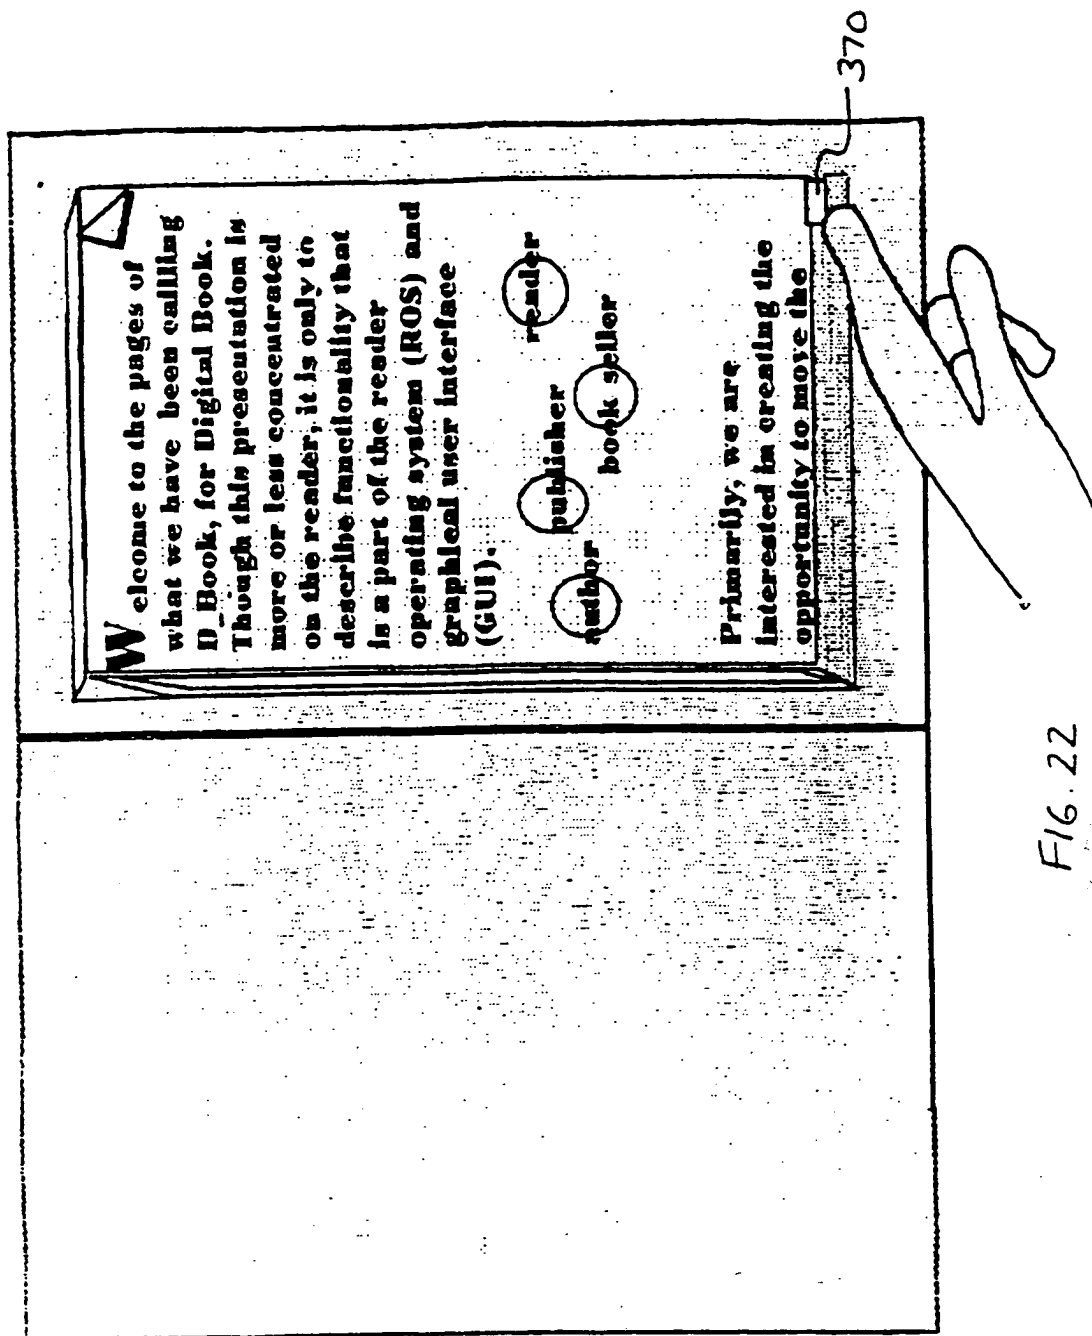 Welcome to the pages of
what we have been callling
D_Book, for Digital Book.
Though this presentation is
more or less concentrated
on the reader, it is only to
describe functionality that
is a part of the reader
operating system (ROS) and
graphical user interface
(GUI).
author publisher book seller reader
Primarily, we are
interested in creating the
opportunity to move the
370
FIG. 22